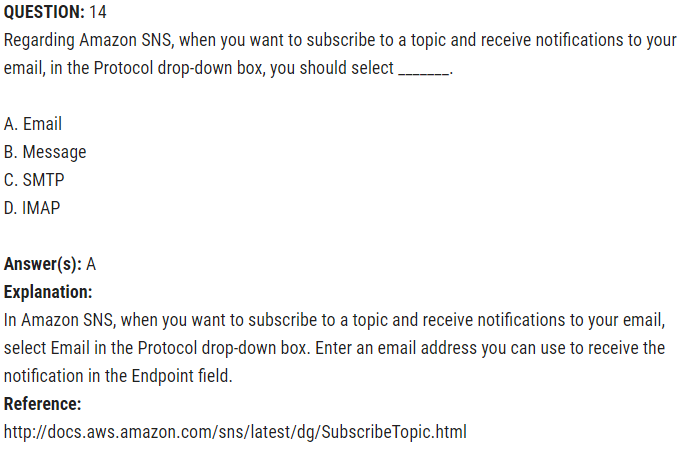 QUESTION: 14
Regarding Amazon SNS, when you want to subscribe to a topic and receive notifications to your
email, in the Protocol drop-down box, you should select _______.
A. Email
B. Message
C. SMTP
D. IMAP
Answer(s): A
Explanation:
In Amazon SNS, when you want to subscribe to a topic and receive notifications to your email,
select Email in the Protocol drop-down box. Enter an email address you can use to receive the
notification in the Endpoint field.
Reference:
http://docs.aws.amazon.com/sns/latest/dg/SubscribeTopic.html